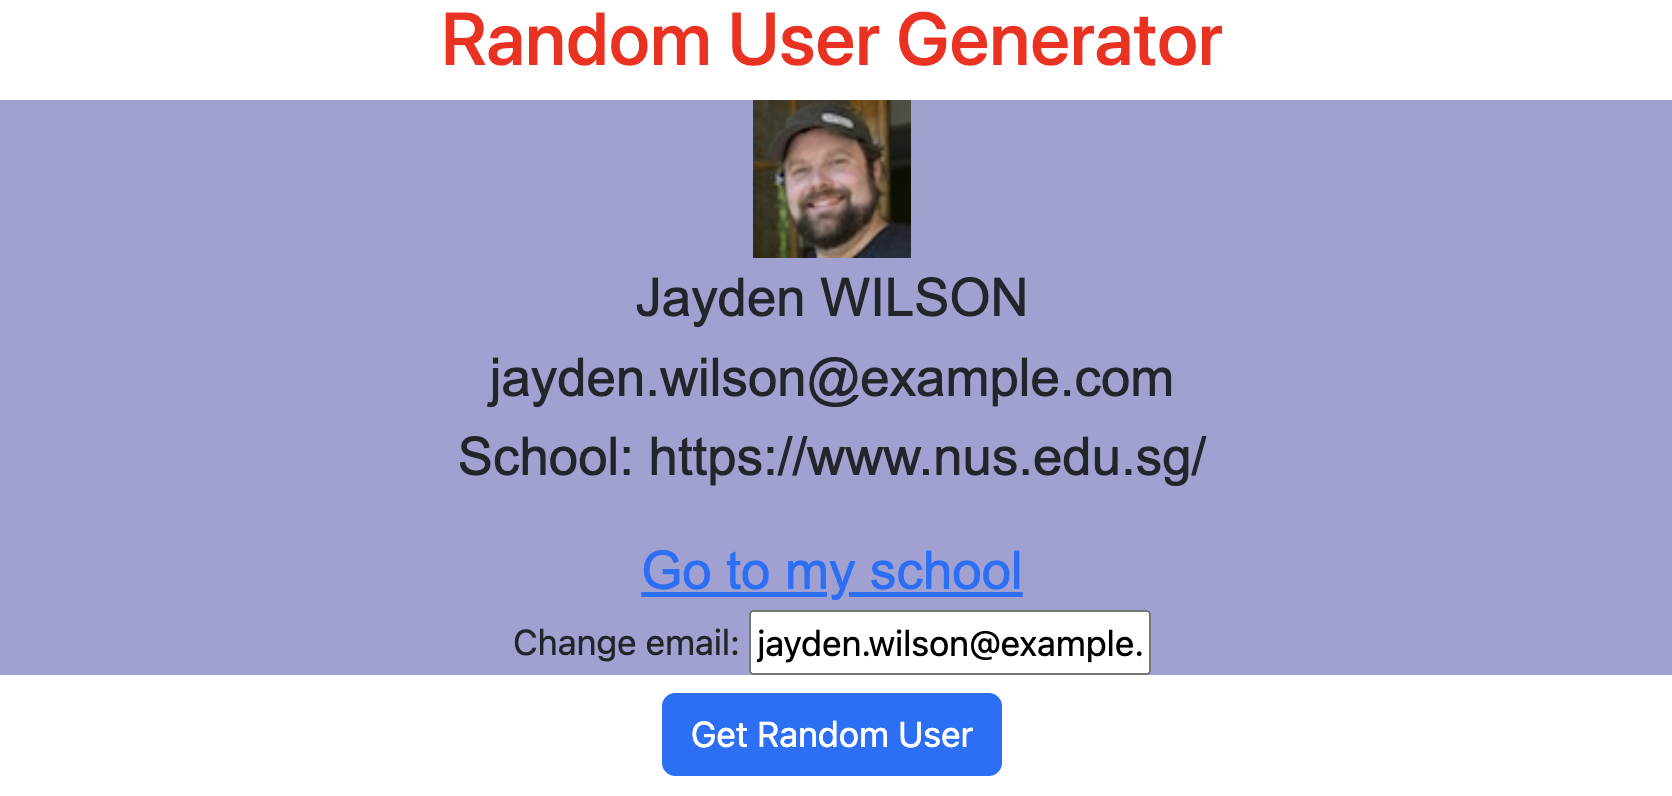 Random User Generator
Jayden WILSON
jayden.wilson@example.com
School: https://www.nus.edu.sg/
Go to my school
Change email: jayden.wilson@example.
Get Random User